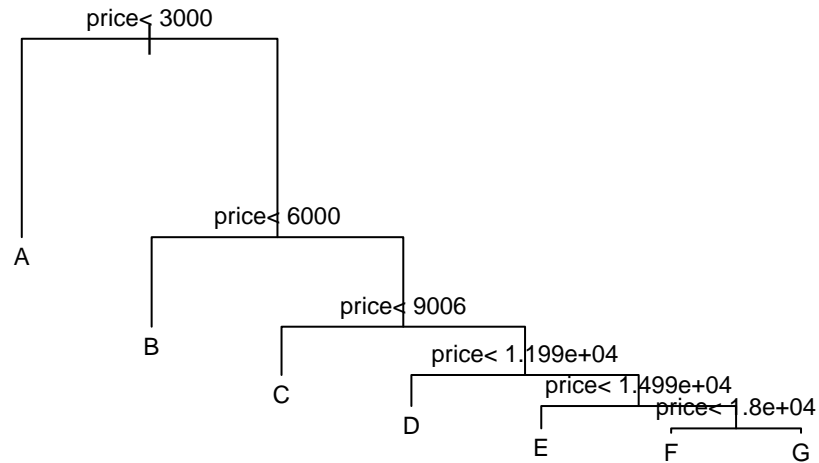 price< 3000
price< 6000
A
price< 9006
B
price< 1.199e+04
C
price< 1.499e+04
price< 1.8e+04
D
E
F
G